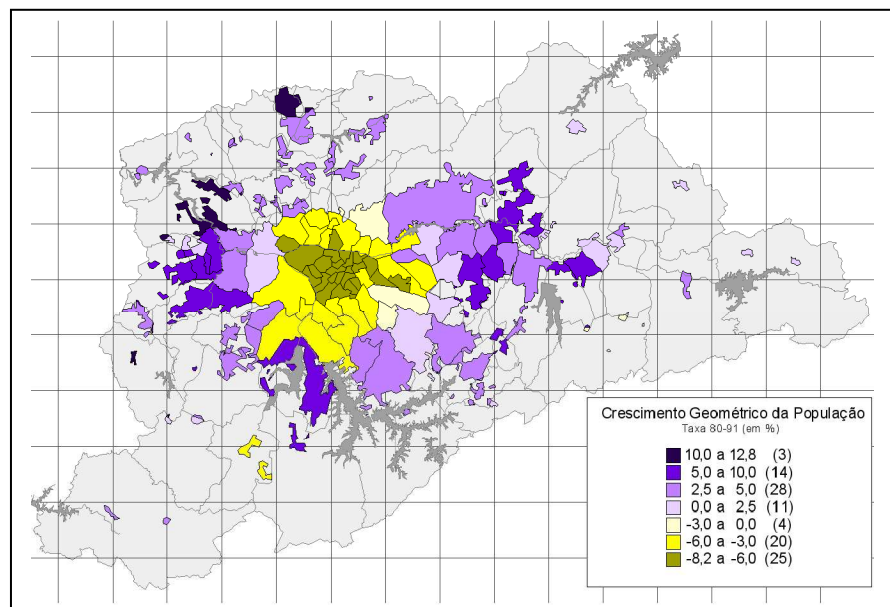 Crescimento Geométrico da População
Taxa 80-91 (em %)
10,0 a 12,8 (3)
5,0 a 10,0 (14)
2,5 a 5,0 (28)
0,0 a 2,5 (11)
-3,0 a 0,0 (4)
-6,0 a -3,0 (20)
-8,2 a -6,0 (25)